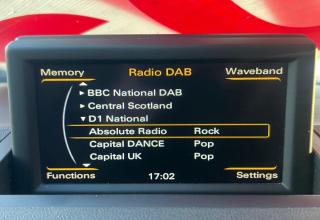 Memory Radio DAB Waveband
BBC National DAB
Central Scotland
D1 National
Absolute Radio Rock
Capital DANCE Pop
Capital UK Pop
Functions 17:02 Settings